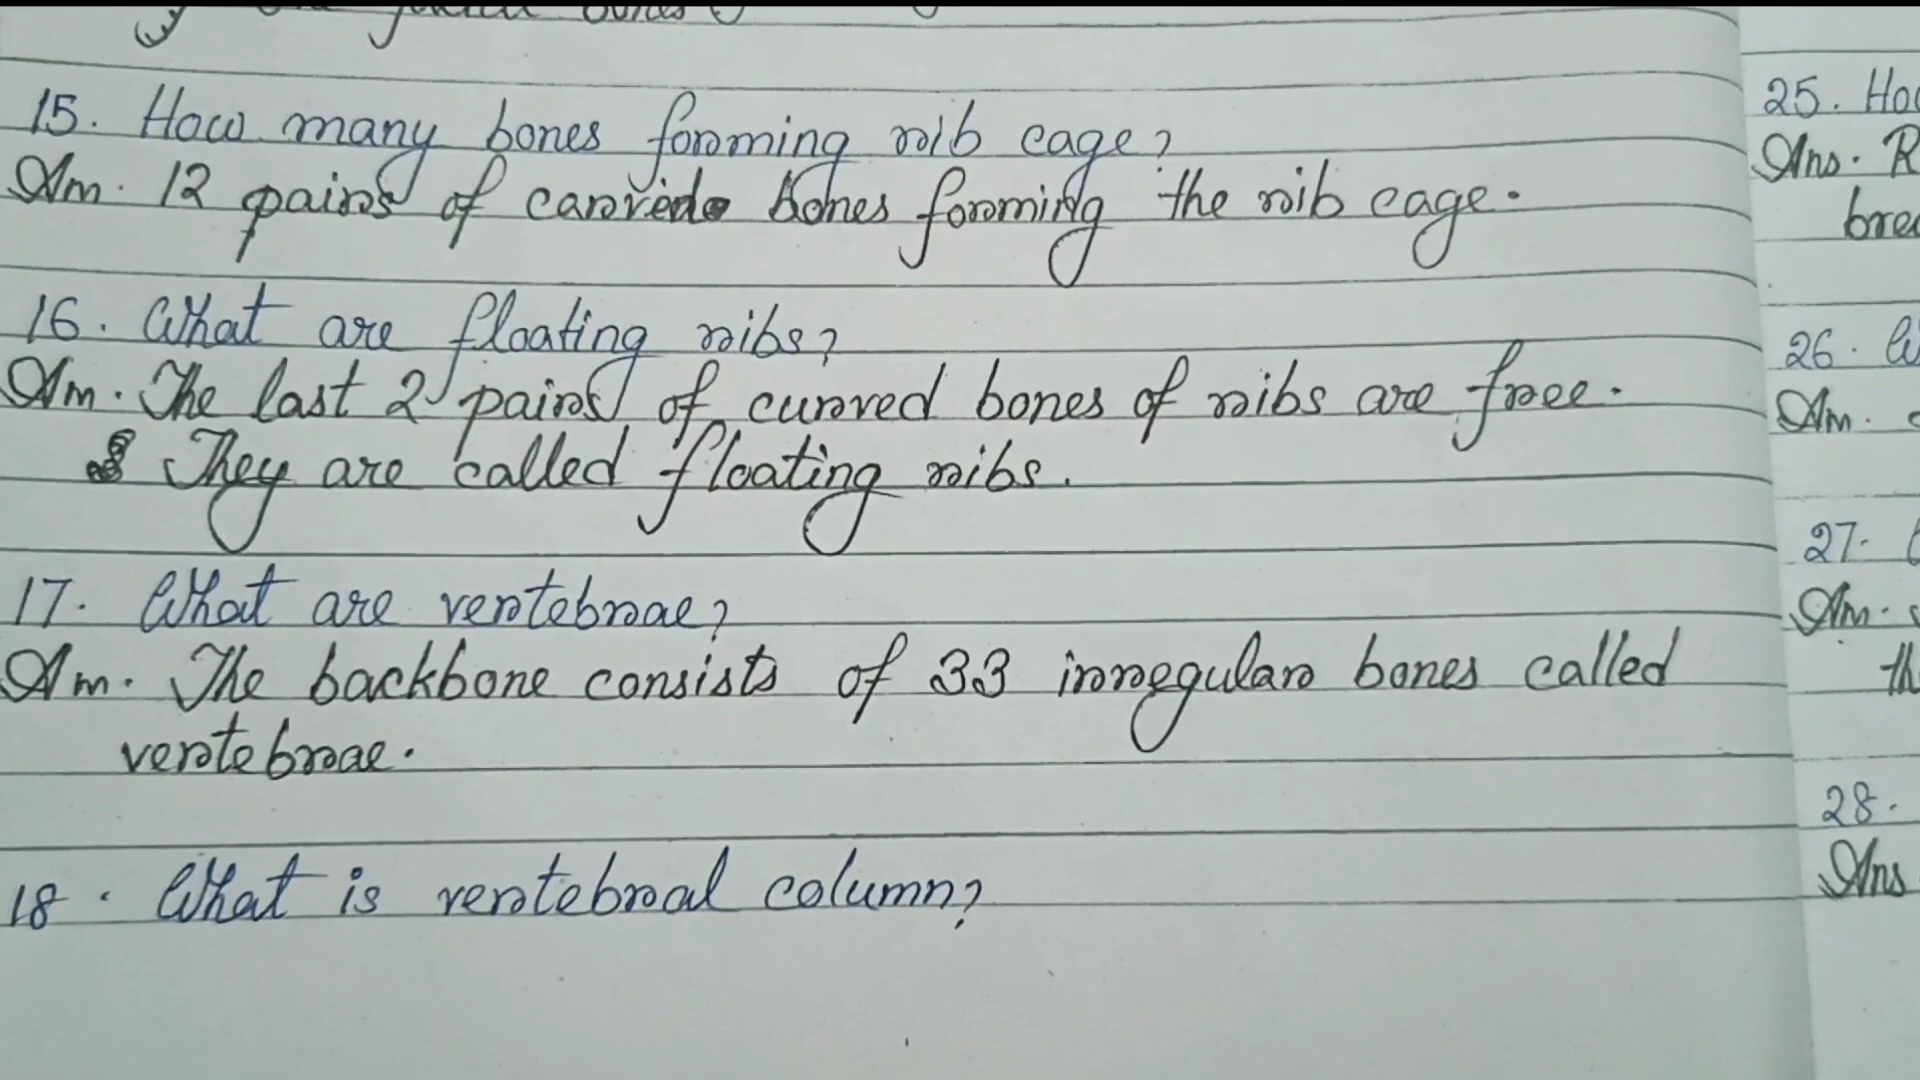 15. How many bones forming rib cage?
Ans. 12 pairs of carved bones forming the rib cage.
16. What are floating ribs?
Ans. The last 2 pairs of curved bones of ribs are free.
They are called floating ribs.
17. What are vertebrae?
Ans. The backbone consists of 33 irregular bones called
vertebrae.
18. What is vertebral column?
25. Ho
Ans. R
brea
26.
Ans.
27.
Ans.
th
28.
Ans